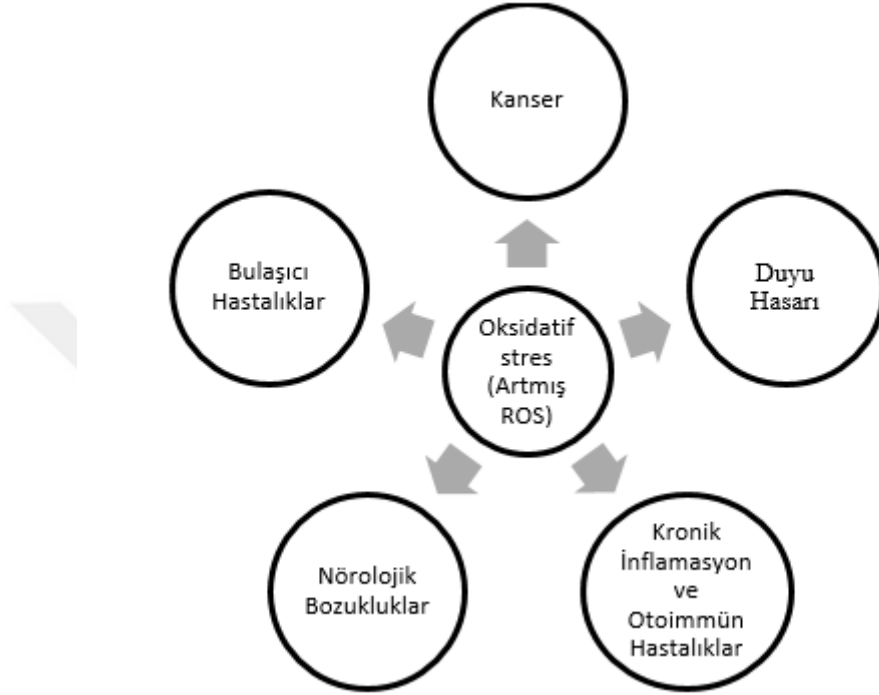 Kanser
Bulaşıcı
Hastalıklar
Duyu
Hasarı
Oksidatif
stres
(Artmış
ROS)
Nörolojik
Bozukluklar
Kronik
İnflamasyon
ve
Otoimmün
Hastalıklar